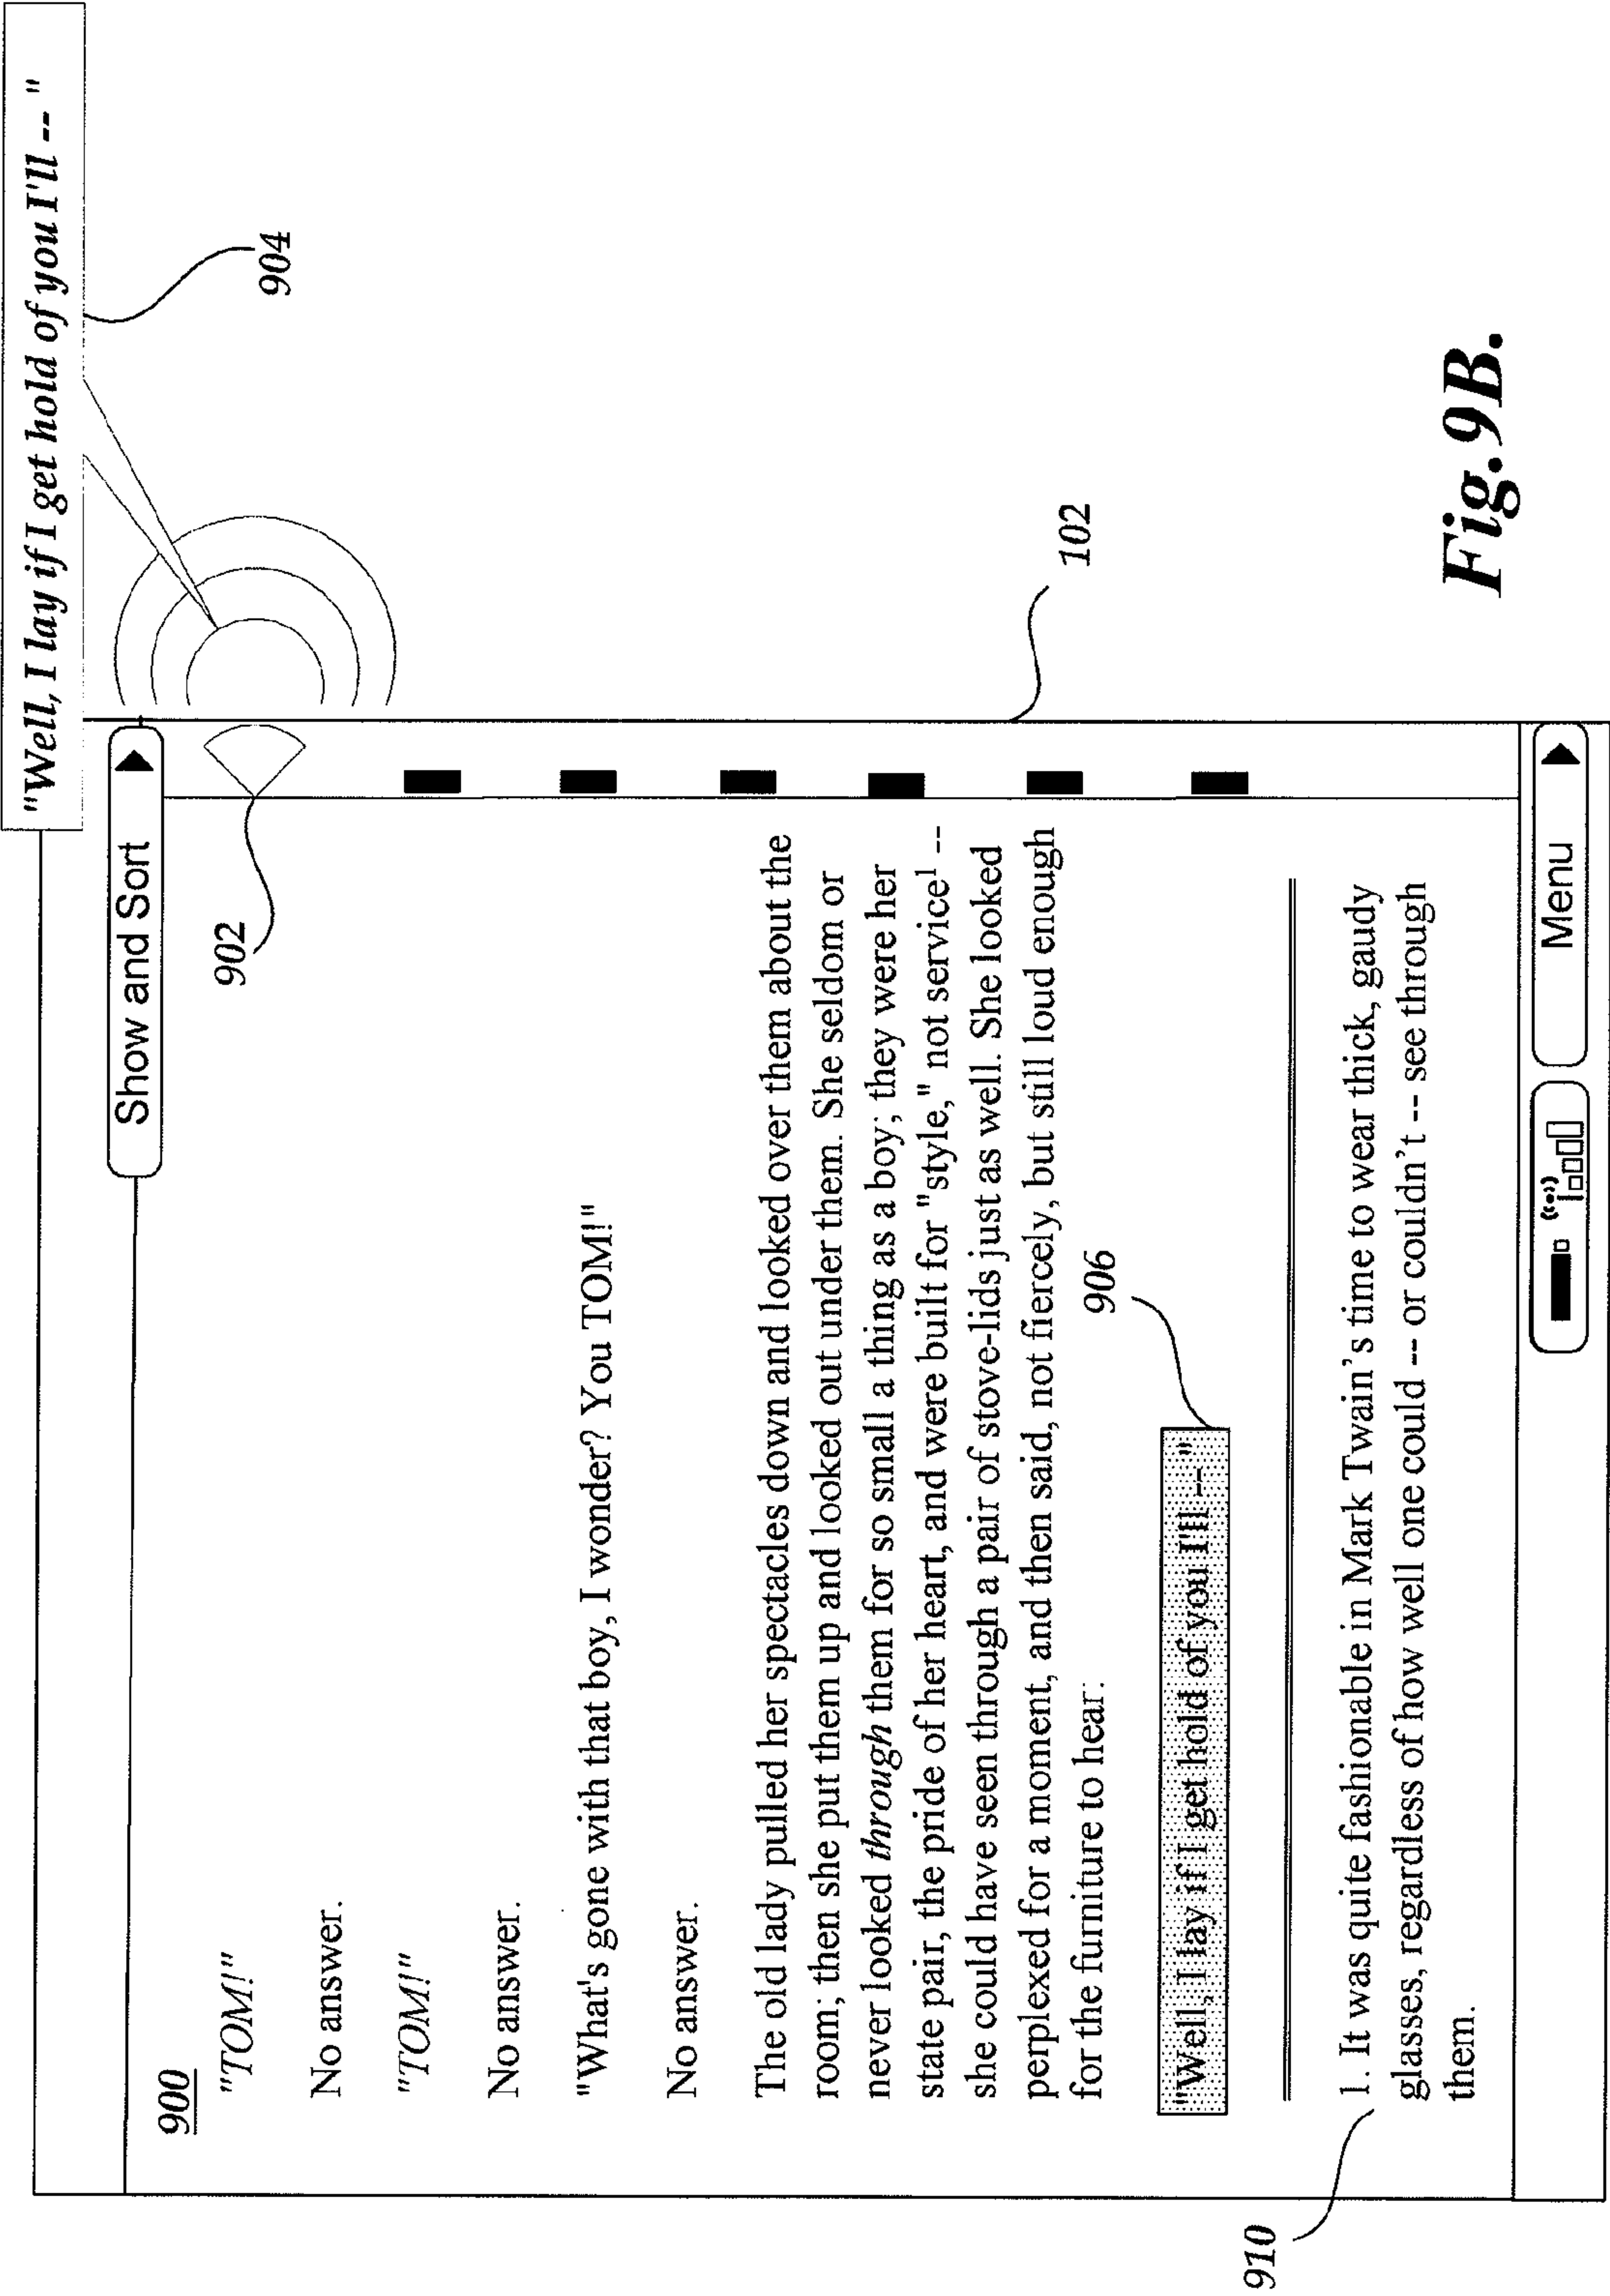 "Well, I lay if I get hold of you I'll -- "
904
Show and Sort
900
902
"TOM!"
No answer.
"TOM!"
No answer.
"What's gone with that boy, I wonder? You TOM!"
No answer.
The old lady pulled her spectacles down and looked over them about the
room; then she put them up and looked out under them. She seldom or
never looked through them for so small a thing as a boy; they were her
state pair, the pride of her heart, and were built for "style," not service1 --
she could have seen through a pair of stove-lids just as well. She looked
perplexed for a moment, and then said, not fiercely, but still loud enough
for the furniture to hear:
102
906
"Well, I lay if I get hold of you I'll -- "
910
1. It was quite fashionable in Mark Twain's time to wear thick, gaudy
glasses, regardless of how well one could -- or couldn't -- see through
them.
Menu
Fig.9B.